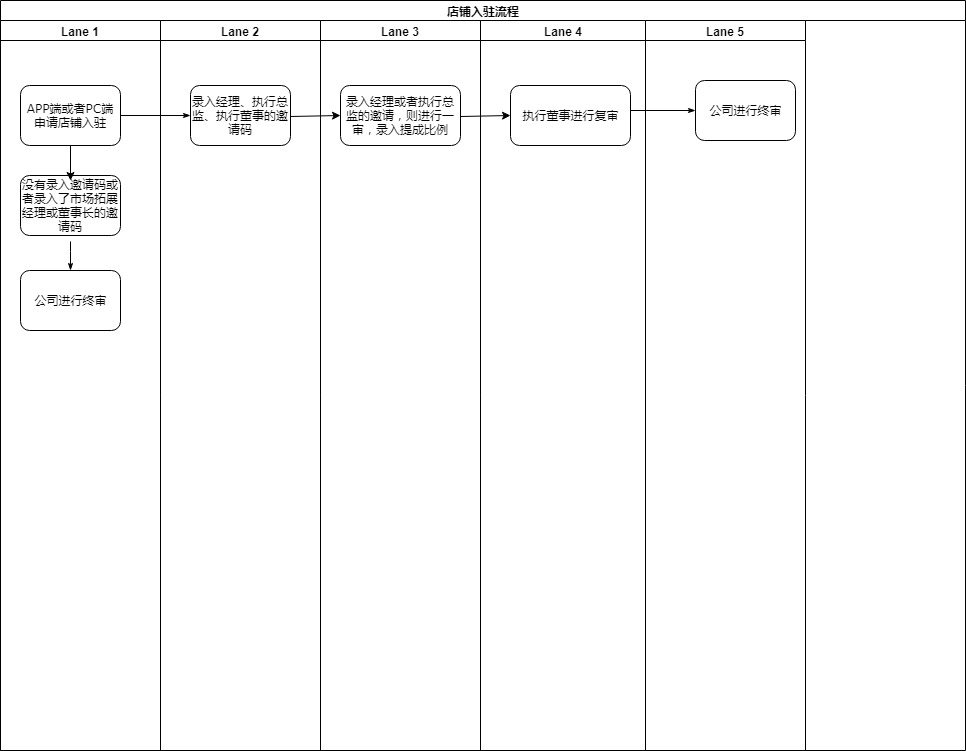 店铺入驻流程
Lane 1
Lane 2
Lane 3
Lane 4
Lane 5
APP端或者PC端
申请店铺入驻
录入经理、执行总
监、执行董事的邀
请码
录入经理或者执行总
监的邀请，则进行一
审，录入提成比例
执行董事进行复审
公司进行终审
没有录入邀请码或
者录入了市场拓展
经理或董事长的邀
请码
公司进行终审